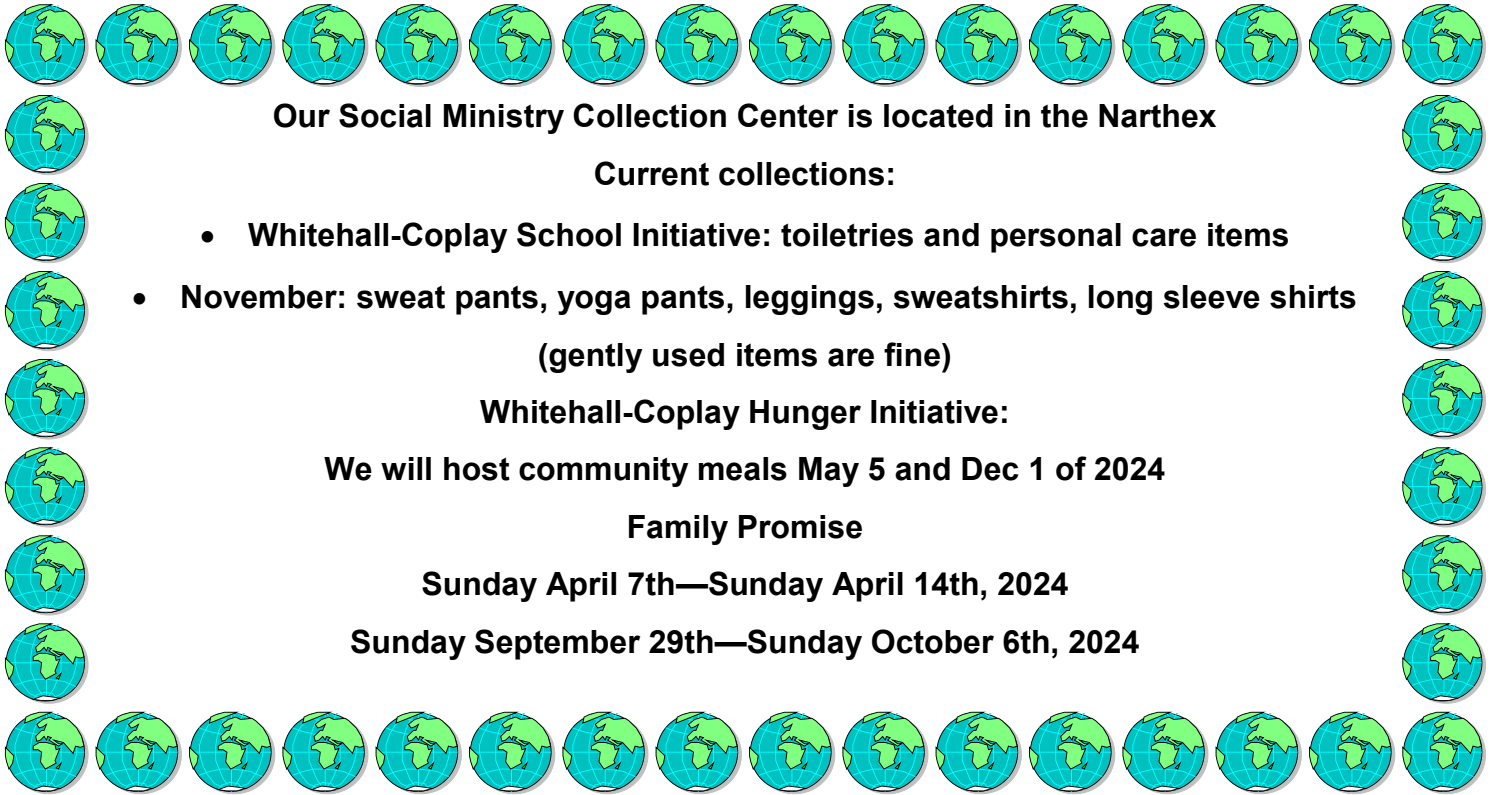 Our Social Ministry Collection Center is located in the Narthex
Current collections:
• Whitehall-Coplay School Initiative: toiletries and personal care items
• November: sweat pants, yoga pants, leggings, sweatshirts, long sleeve shirts
(gently used items are fine)
Whitehall-Coplay Hunger Initiative:
We will host community meals May 5 and Dec 1 of 2024
Family Promise
Sunday April 7th—Sunday April 14th, 2024
Sunday September 29th—Sunday October 6th, 2024